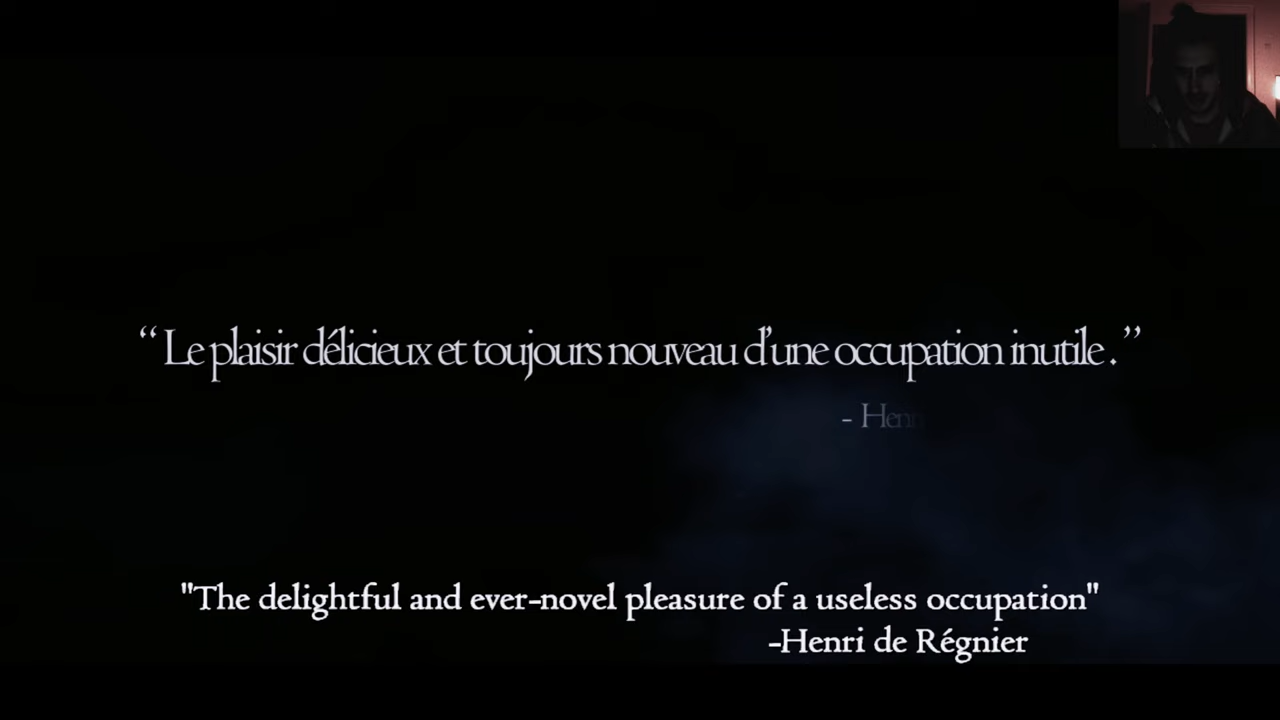 “ Le plaisir délicieux et toujours nouveau d’une occupation inutile . ”
- Henri
"The delightful and ever-novel pleasure of a useless occupation"
-Henri de Régnier